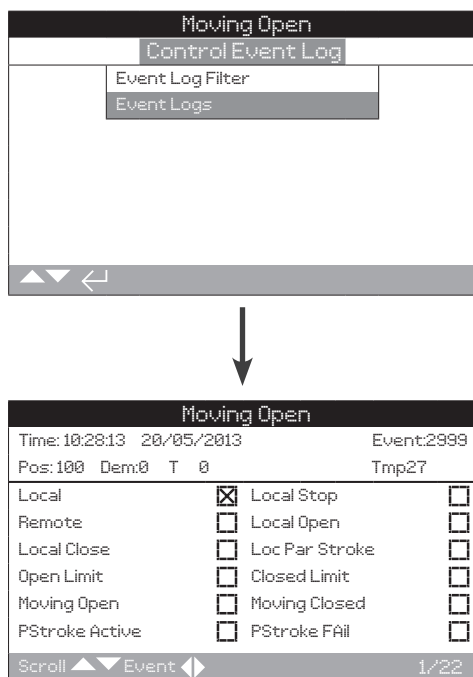 Moving Open
Control Event Log
Event Log Filter
Event Logs
Moving Open
Time: 10:28:13 20/05/2013 Event:2999
Pos: 100 Dem:0 T 0 Tmp27
Local Local Stop
Remote Local Open
Local Close Loc Par Stroke
Open Limit Closed Limit
Moving Open Moving Closed
PStroke Active PStroke FAil
Scroll Event 1/22